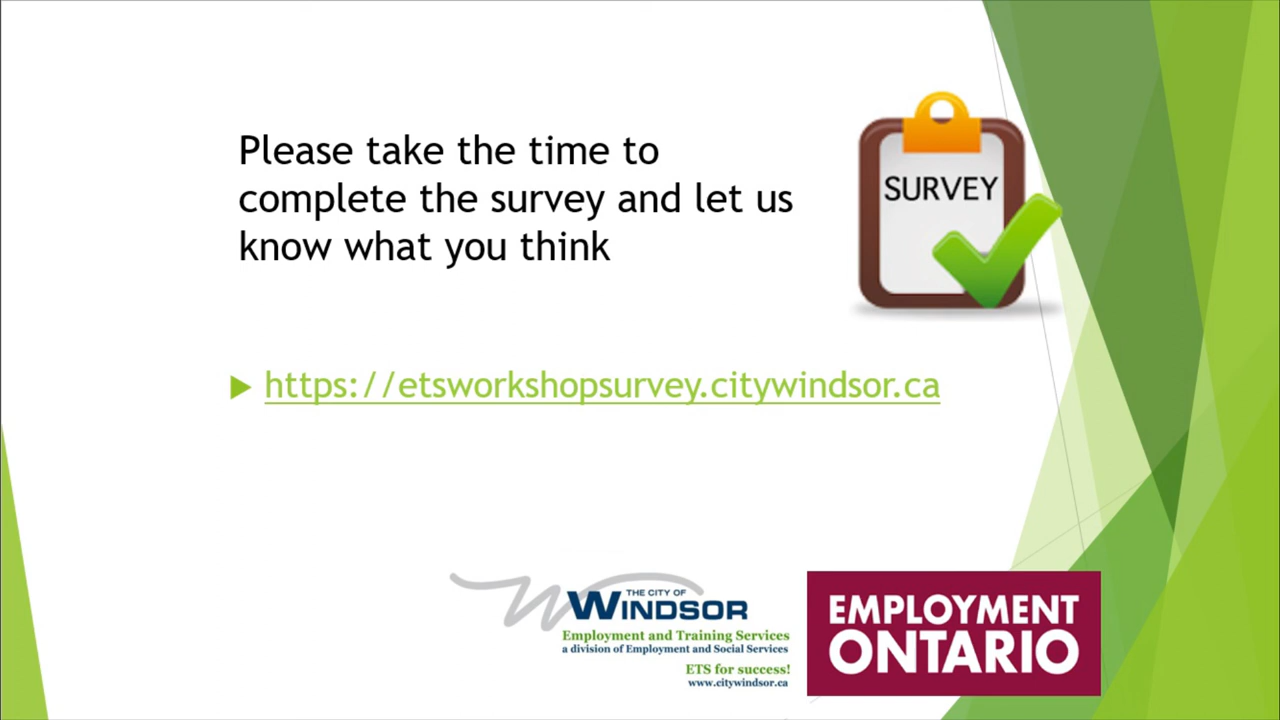 Please take the time to
complete the survey and let us
know what you think
SURVEY
https://etsworkshopsurvey.citywindsor.ca
THE CITY OF
WINDSOR
Employment and Training Services
a division of Employment and Social Services
ETS for success!
www.citywindsor.ca
EMPLOYMENT
ONTARIO